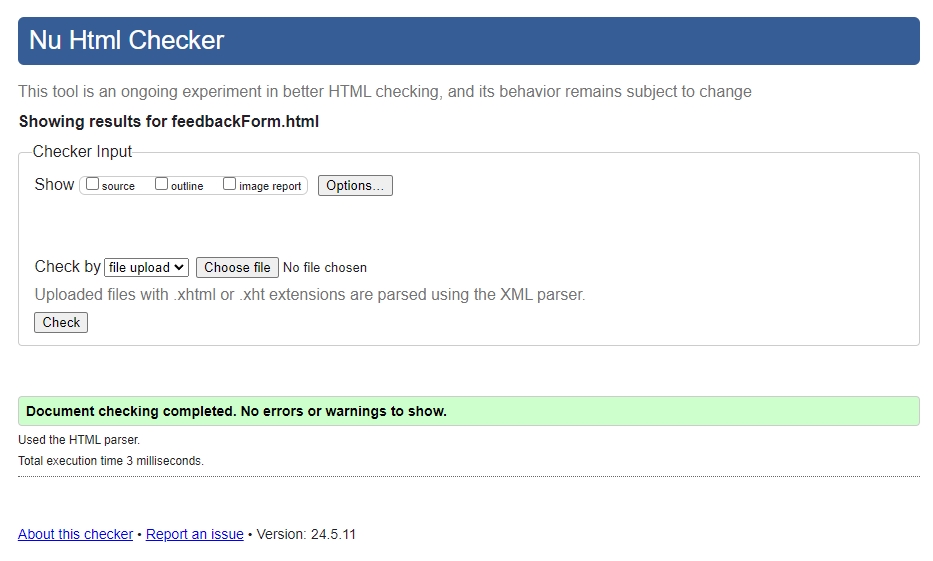 Nu Html Checker
This tool is an ongoing experiment in better HTML checking, and its behavior remains subject to change
Showing results for feedbackForm.html
Checker Input
Show source outline image report Options...
Check by file upload Choose file No file chosen
Uploaded files with .xhtml or .xht extensions are parsed using the XML parser.
Check
Document checking completed. No errors or warnings to show.
Used the HTML parser.
Total execution time 3 milliseconds.
About this checker • Report an issue • Version: 24.5.11